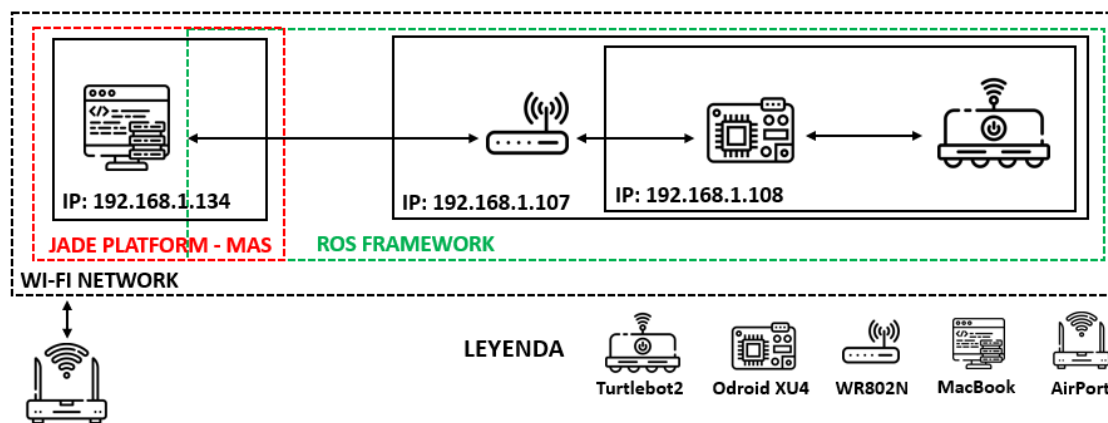 IP: 192.168.1.134
IP: 192.168.1.107
IP: 192.168.1.108
JADE PLATFORM - MAS
ROS FRAMEWORK
WI-FI NETWORK
LEYENDA
Turtlebot2
Odroid XU4
WR802N
MacBook
AirPort